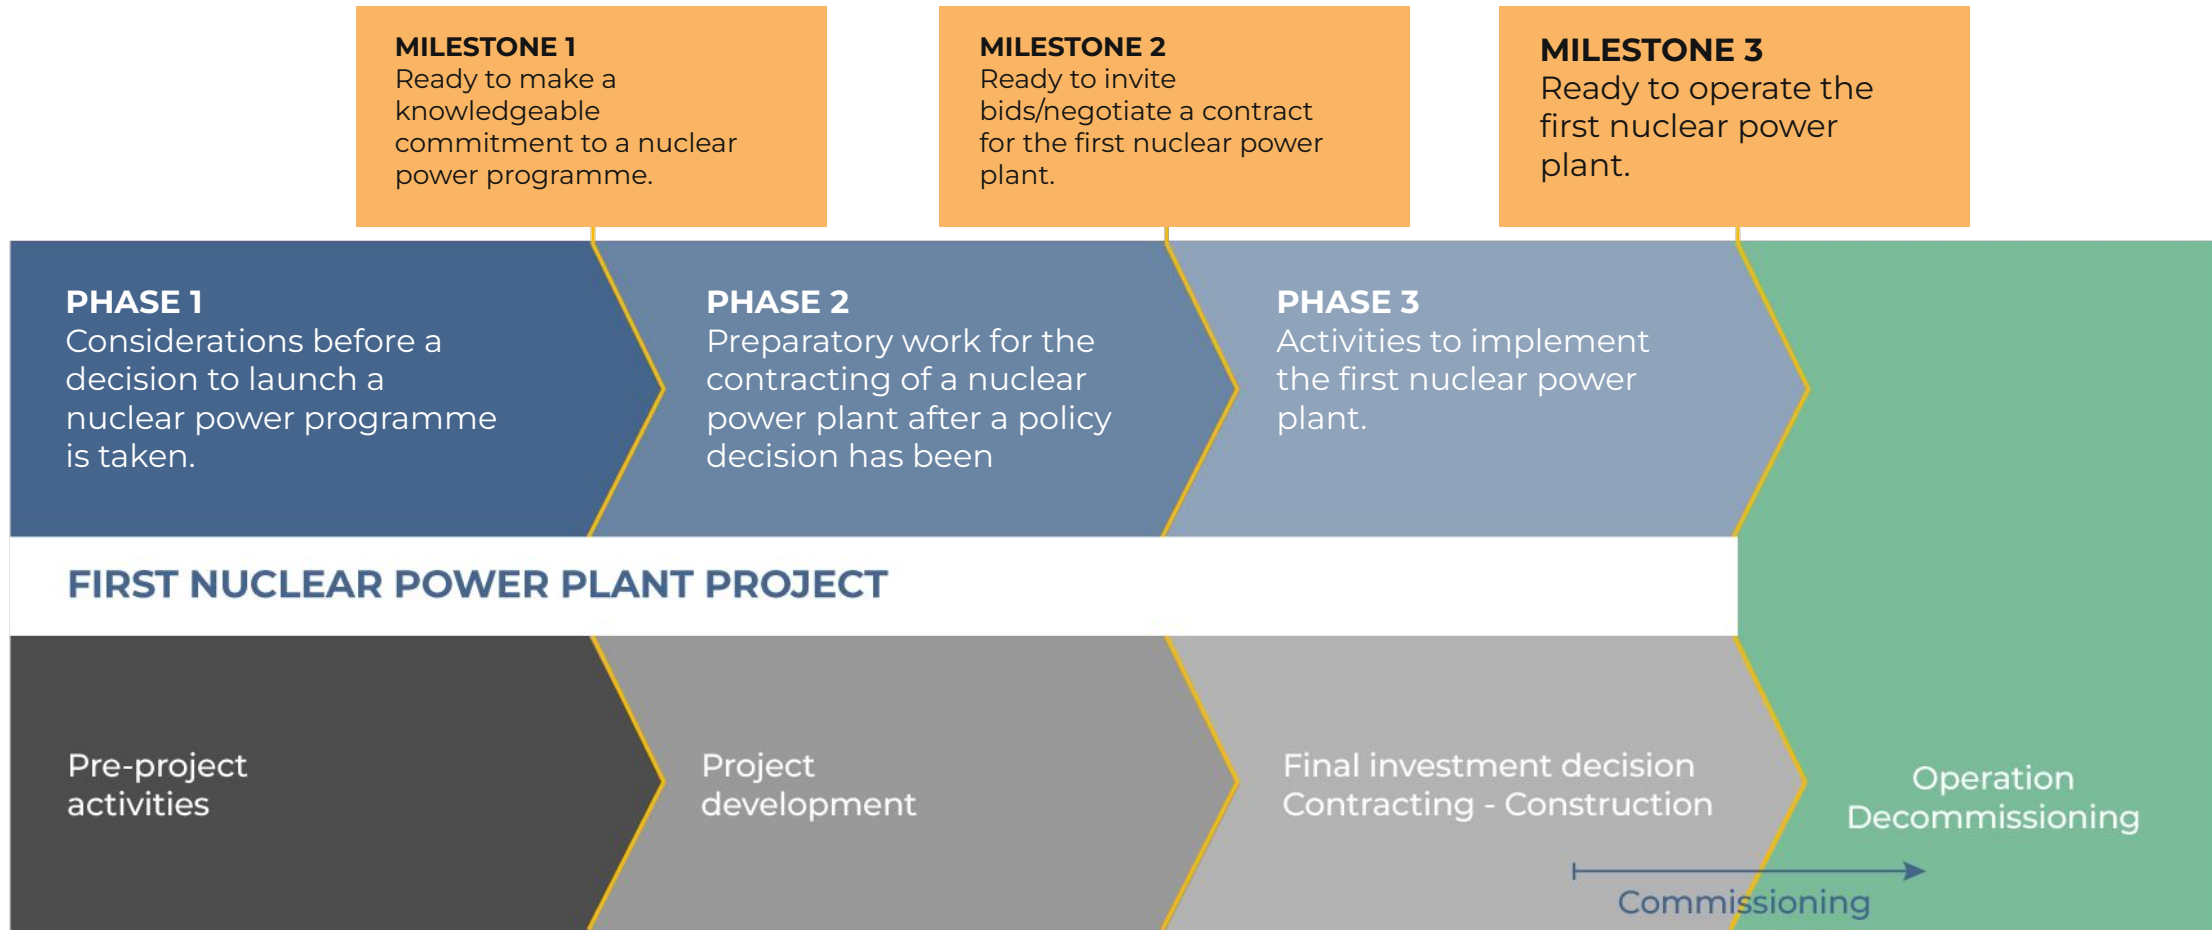 MILESTONE 1
Ready to make a
knowledgeable
commitment to a nuclear
power programme.
MILESTONE 2
Ready to invite
bids/negotiate a contract
for the first nuclear power
plant.
MILESTONE 3
Ready to operate the
first nuclear power
plant.
PHASE 1
Considerations before a
decision to launch a
nuclear power programme
is taken.
PHASE 2
Preparatory work for the
contracting of a nuclear
power plant after a policy
decision has been
PHASE 3
Activities to implement
the first nuclear power
plant.
FIRST NUCLEAR POWER PLANT PROJECT
Pre-project
activities
Project
development
Final investment decision
Contracting - Construction
Operation
Decommissioning
Commissioning